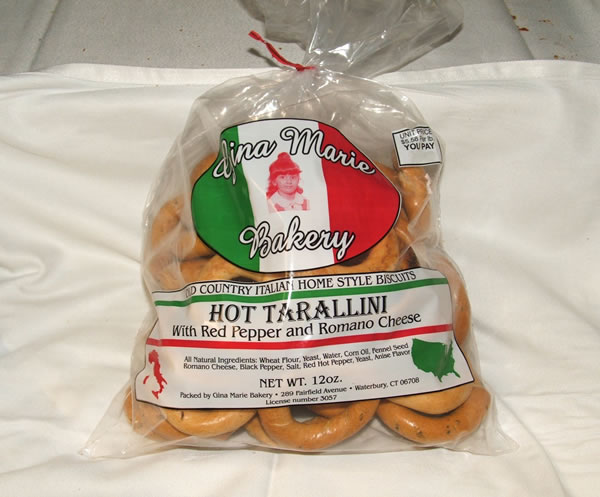 Gina Marie
Bakery
UNIT PRICE
YOU PAY
OLD COUNTRY ITALIAN HOME STYLE BISCUITS
HOT TARALLINI
With Red Pepper and Romano Cheese
All Natural Ingredients: Wheat Flour, Yeast, Water, Corn Oil, Fennel Seed
Romano Cheese, Black Pepper, Salt, Red Hot Pepper, Yeast, Anise Flavor
NET WT. 12oz.
Packed by Gina Marie Bakery • 289 Fairfield Avenue • Waterbury, CT 06708
License number 3057